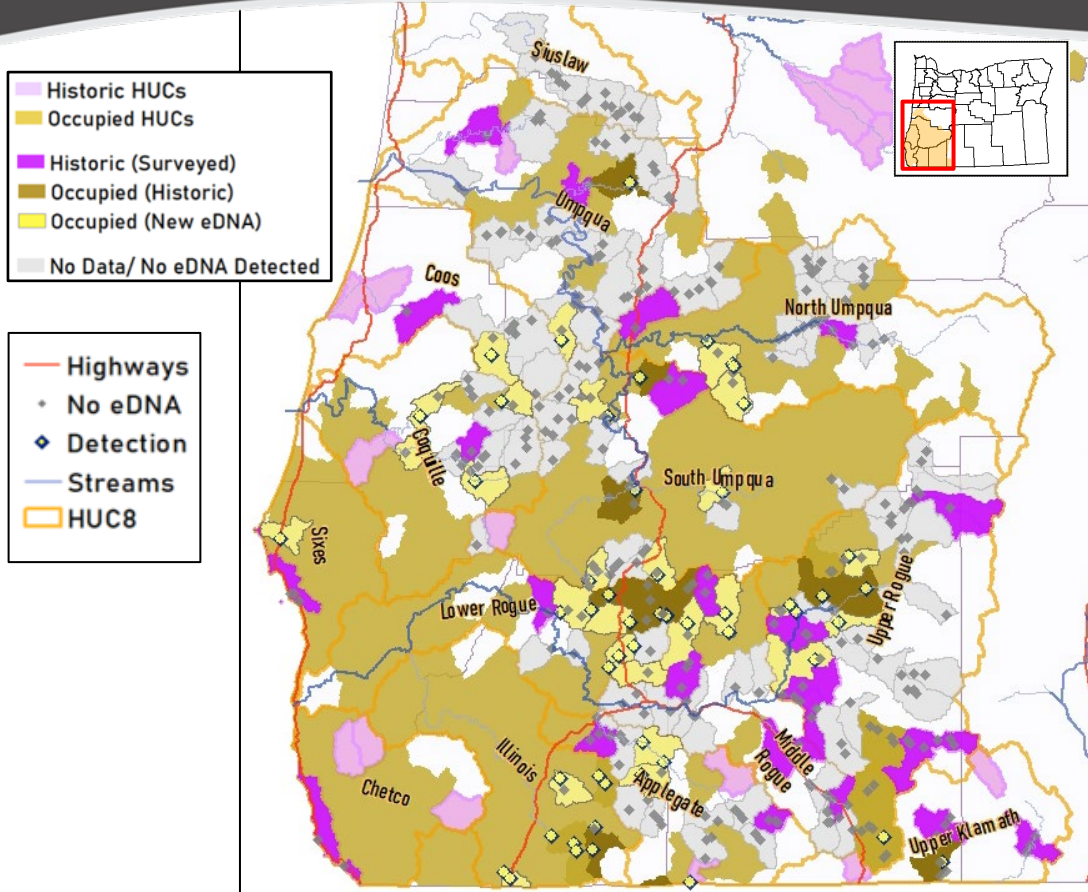 Historic HUCs
Occupied HUCs
Historic (Surveyed)
Occupied (Historic)
Occupied (New eDNA)
No Data/ No eDNA Detected
Highways
No eDNA
Detection
Streams
HUC8
Siuslaw
Umpqua
Coos
North Umpqua
Coquille
South Umpqua
Sixes
Lower Rogue
Upper Rogue
Illinois
Middle
Rogue
Applegate
Chetco
Upper Klamath